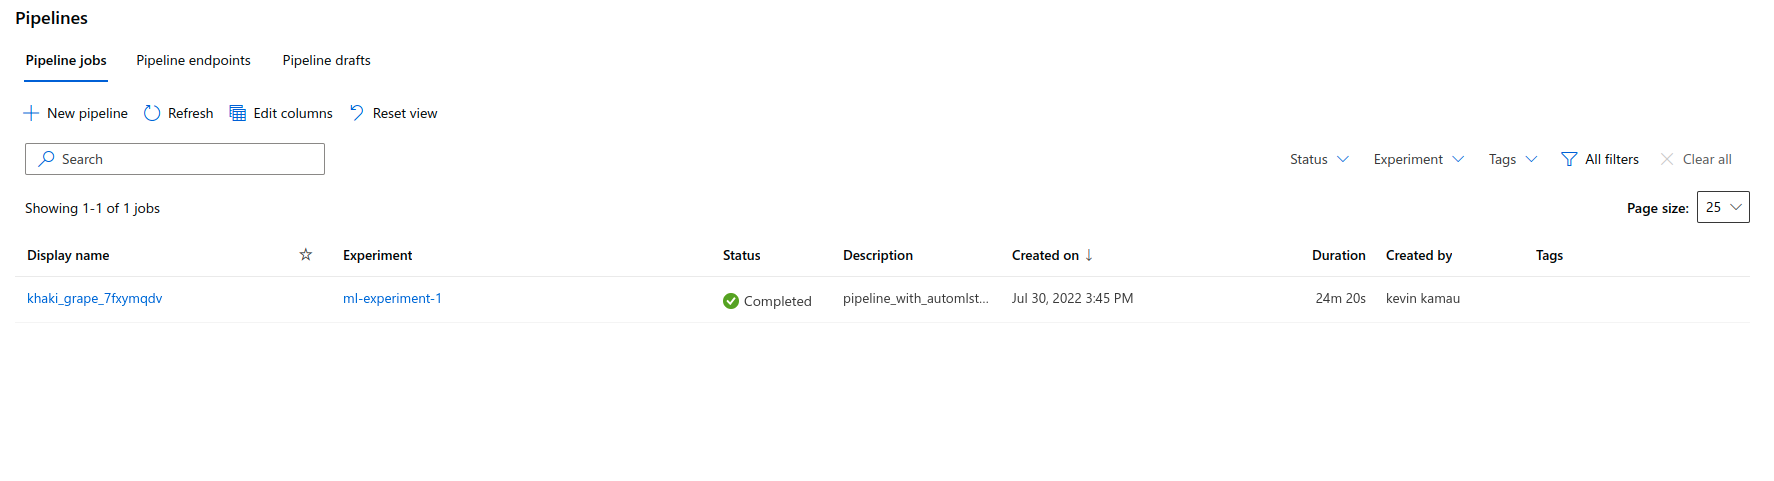 Pipelines
Pipeline jobs Pipeline endpoints Pipeline drafts
New pipeline Refresh Edit columns Reset view
Search Status Experiment Tags All filters Clear all
Showing 1-1 of 1 jobs Page size: 25
Display name Experiment Status Description Created on ↓ Duration Created by Tags
khaki_grape_7fxymqdv ml-experiment-1 Completed pipeline_with_automlst... Jul 30, 2022 3:45 PM 24m 20s kevin kamau